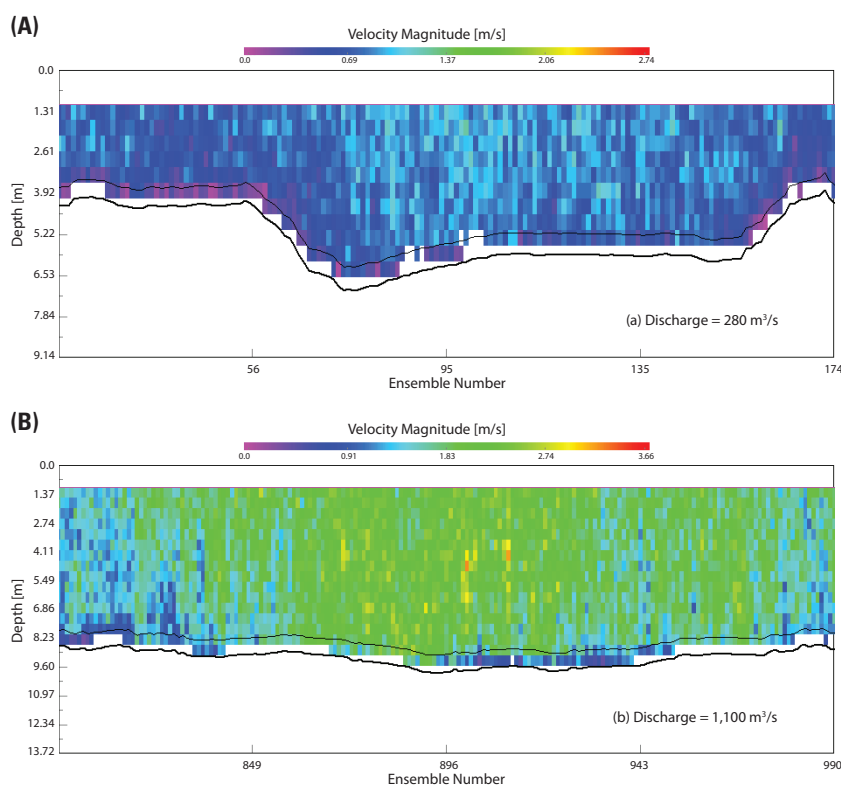 (A)
Velocity Magnitude [m/s]
0.0 0.69 1.37 2.06 2.74
0.0
1.31
2.61
3.92
5.22
6.53
7.84
9.14
Depth [m]
(a) Discharge = 280 m³/s
56 95 135 174
Ensemble Number
(B)
Velocity Magnitude [m/s]
0.0 0.91 1.83 2.74 3.66
0.0
1.37
2.74
4.11
5.49
6.86
8.23
9.60
10.97
12.34
13.72
Depth [m]
(b) Discharge = 1,100 m³/s
849 896 943 990
Ensemble Number